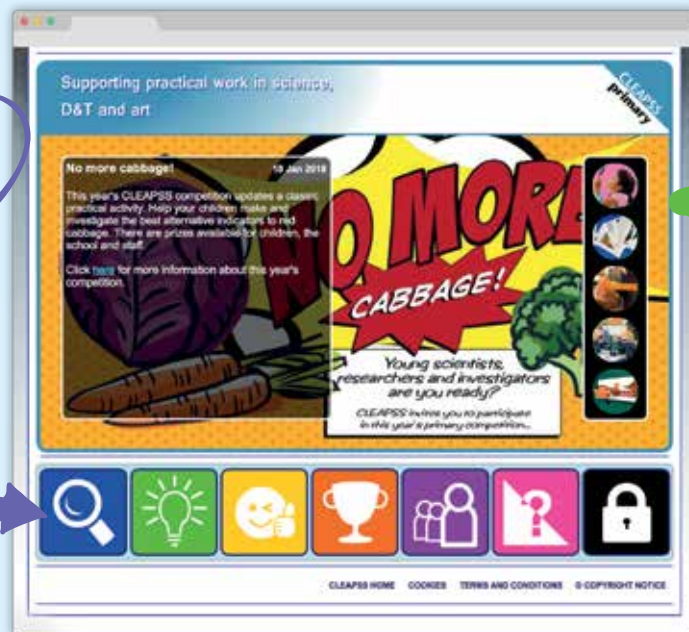 Supporting practical work in science,
D&T and art
CLEAPSS
primary
No more cabbage! 18 Jan 2018
This year's CLEAPSS competition updates a classic
practical activity. Help your children make and
investigate the best alternative indicators to red
cabbage. There are prizes available for children, the
school and staff.
Click here for more information about this year's
competition.
NO MORE
CABBAGE!
Young scientists,
researchers and investigators
are you ready?
CLEAPSS invites you to participate
in this year's primary competition...
?
CLEAPSS HOME COOKIES TERMS AND CONDITIONS © COPYRIGHT NOTICE